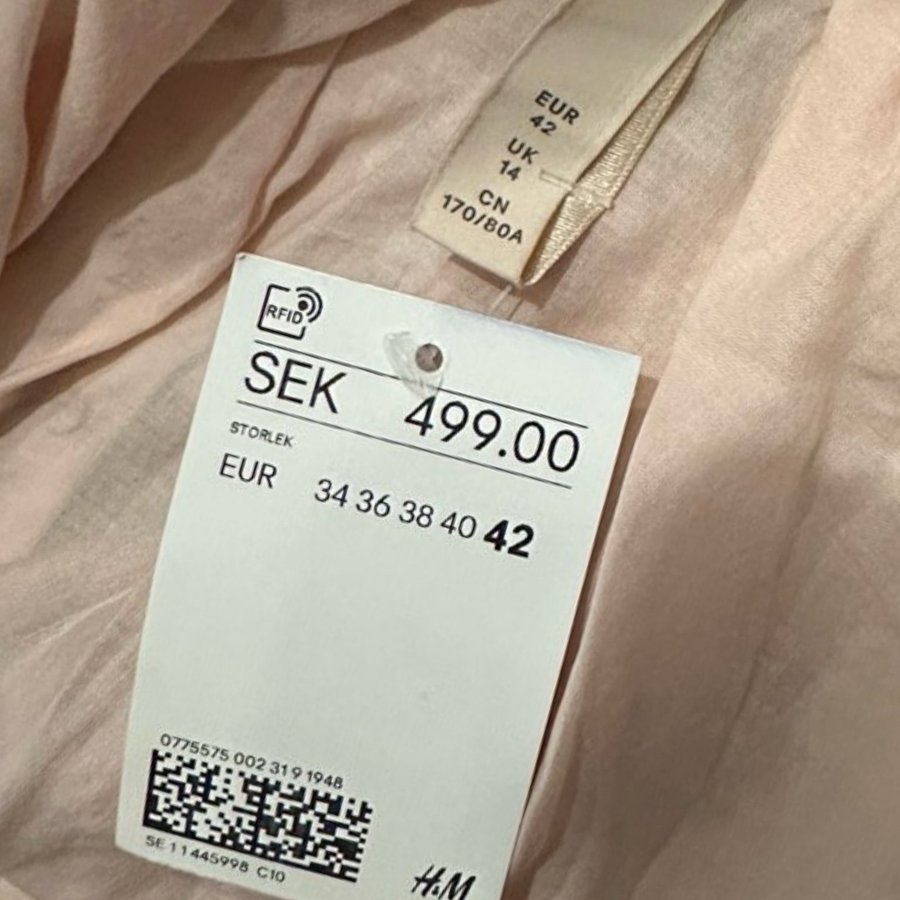 EUR
42
UK
14
CN
170/80A
RFID
SEK 499.00
STORLEK
EUR 34 36 38 40 42
0775575 002 31 9 1948
SE 11445998 C10
H&M